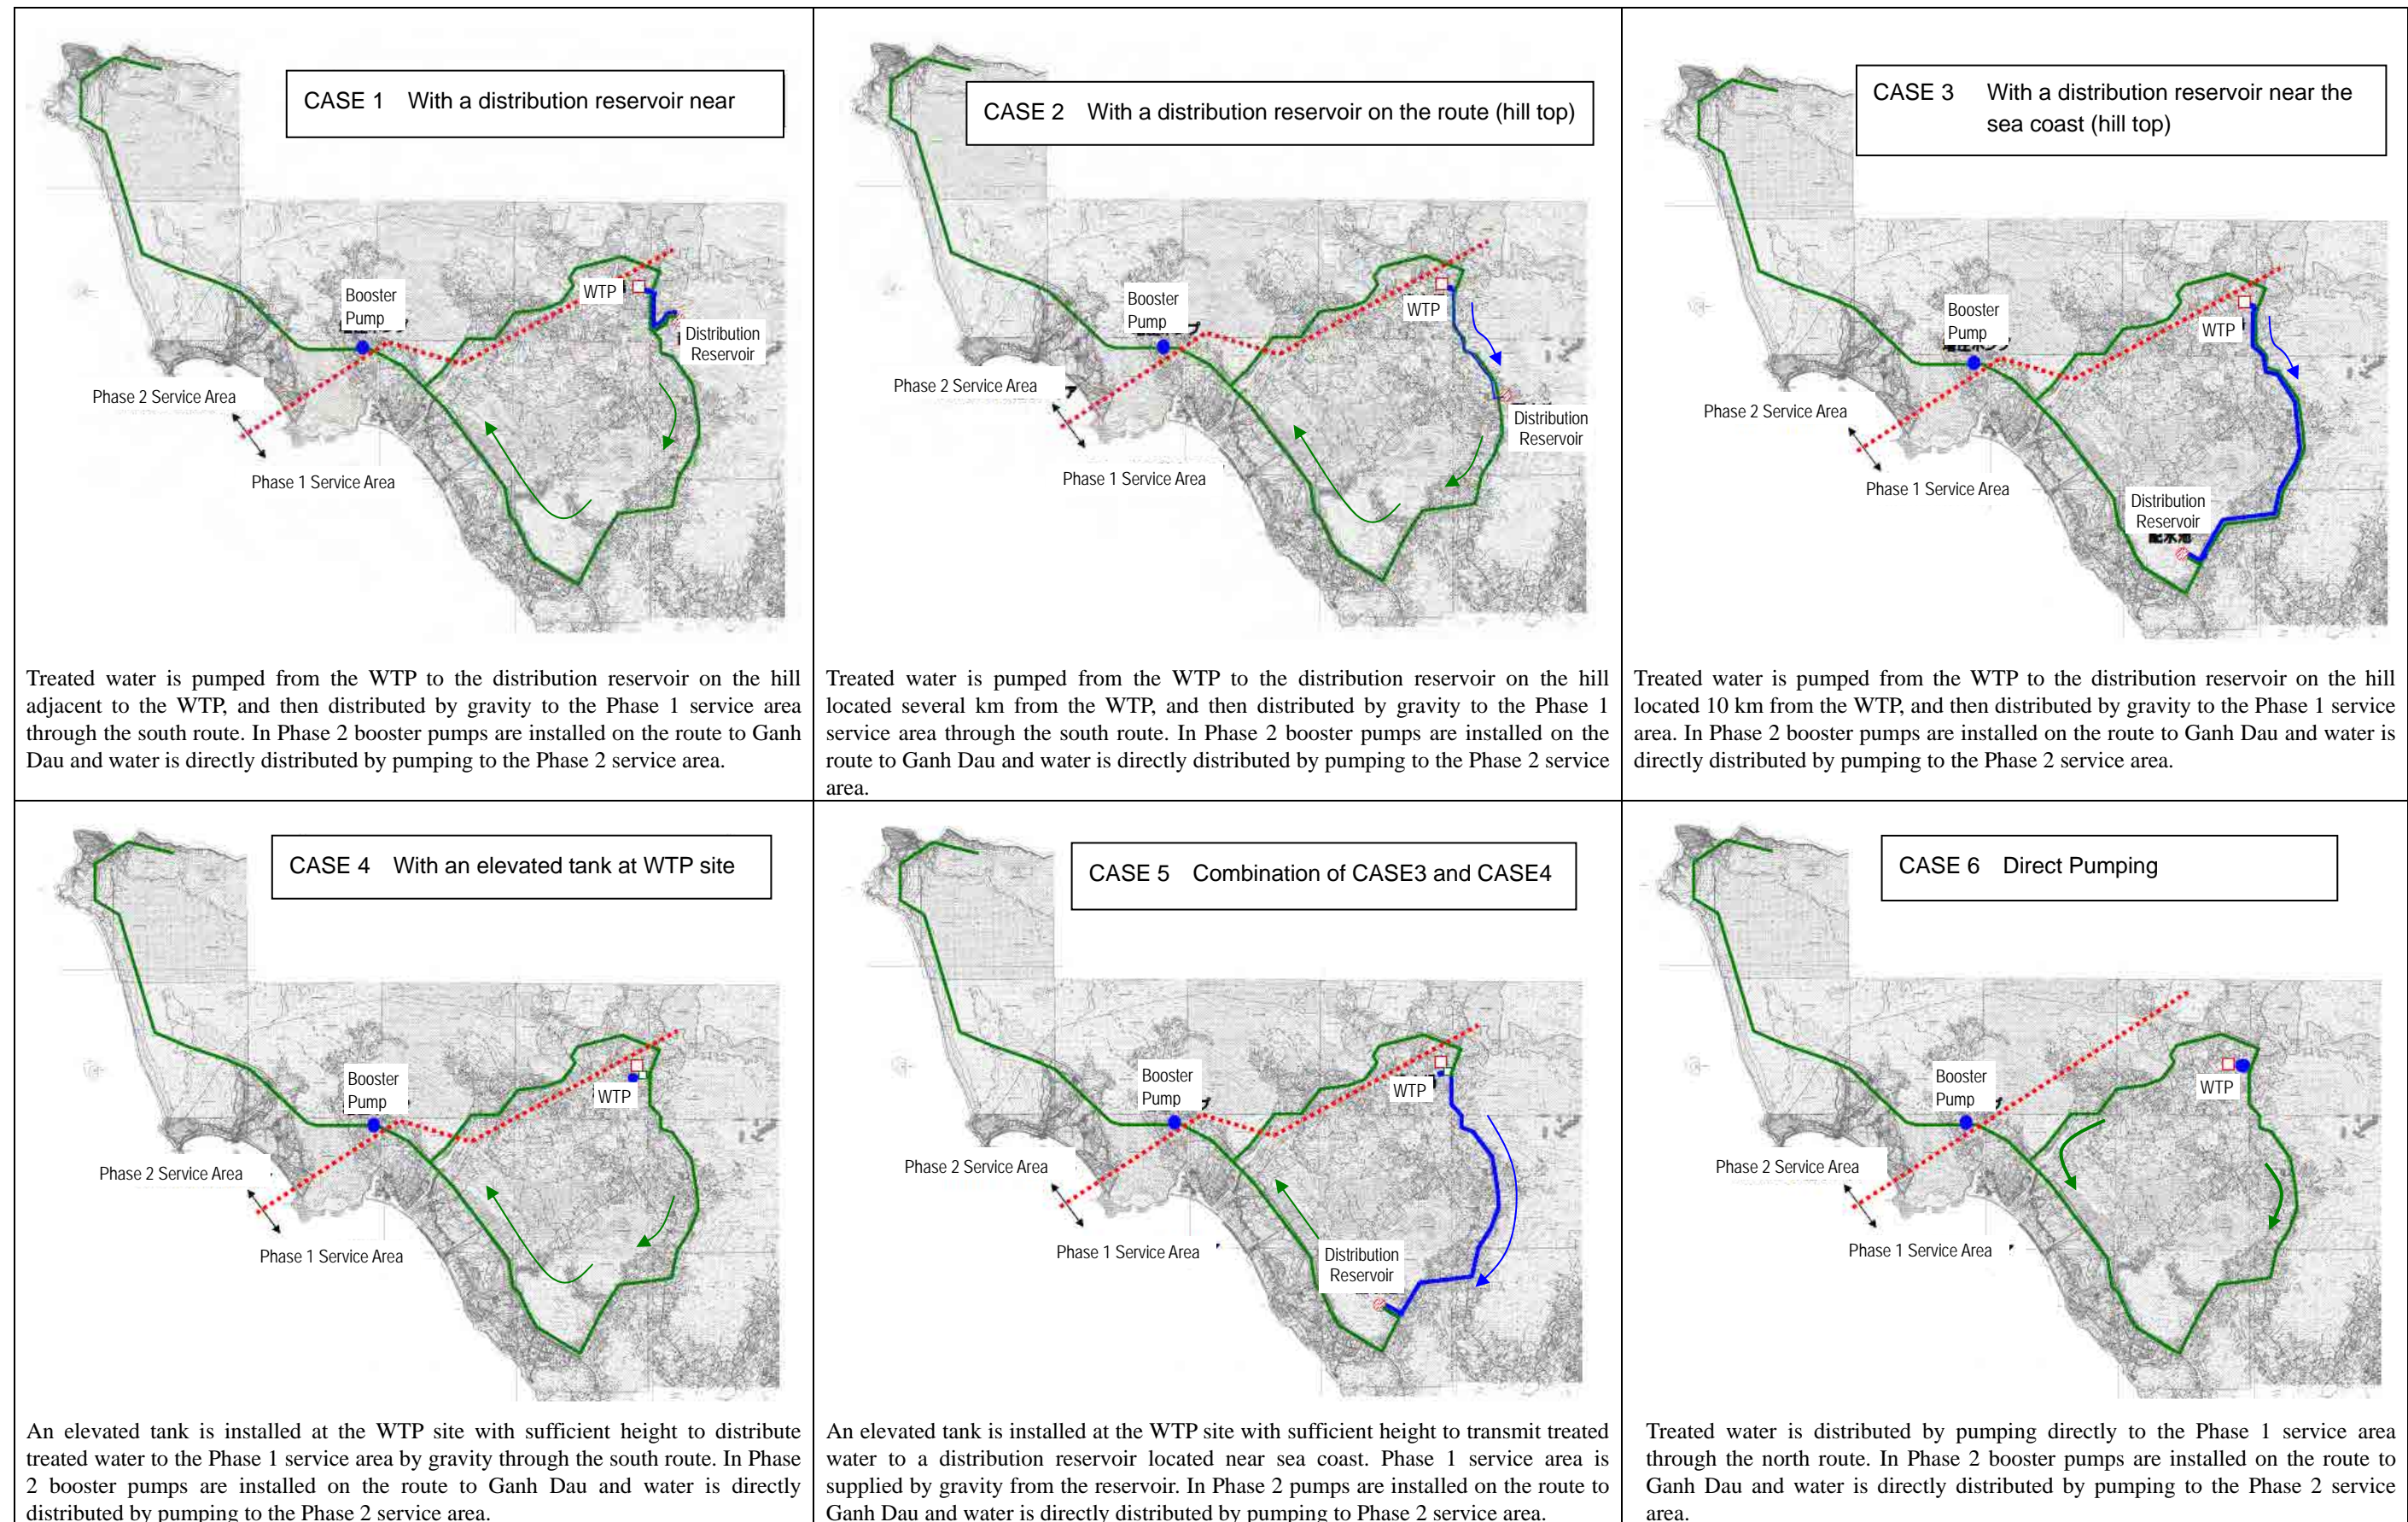 CASE 1 With a distribution reservoir near
WTP
Booster
Pump
Distribution
Reservoir
Phase 2 Service Area
Phase 1 Service Area
Treated water is pumped from the WTP to the distribution reservoir on the hill
adjacent to the WTP, and then distributed by gravity to the Phase 1 service area
through the south route. In Phase 2 booster pumps are installed on the route to Ganh
Dau and water is directly distributed by pumping to the Phase 2 service area.
CASE 2 With a distribution reservoir on the route (hill top)
Booster
Pump
WTP
Phase 2 Service Area
Distribution
Reservoir
Phase 1 Service Area
Treated water is pumped from the WTP to the distribution reservoir on the hill
located several km from the WTP, and then distributed by gravity to the Phase 1
service area through the south route. In Phase 2 booster pumps are installed on the
route to Ganh Dau and water is directly distributed by pumping to the Phase 2 service
area.
CASE 3 With a distribution reservoir near the
sea coast (hill top)
Booster
Pump
WTP
Phase 2 Service Area
Phase 1 Service Area
Distribution
Reservoir
配水池
Treated water is pumped from the WTP to the distribution reservoir on the hill
located 10 km from the WTP, and then distributed by gravity to the Phase 1 service
area. In Phase 2 booster pumps are installed on the route to Ganh Dau and water is
directly distributed by pumping to the Phase 2 service area.
CASE 4 With an elevated tank at WTP site
Booster
Pump
WTP
Phase 2 Service Area
Phase 1 Service Area
An elevated tank is installed at the WTP site with sufficient height to distribute
treated water to the Phase 1 service area by gravity through the south route. In Phase
2 booster pumps are installed on the route to Ganh Dau and water is directly
distributed by pumping to the Phase 2 service area.
CASE 5 Combination of CASE3 and CASE4
Booster
Pump
WTP
Phase 2 Service Area
Phase 1 Service Area
Distribution
Reservoir
An elevated tank is installed at the WTP site with sufficient height to transmit treated
water to a distribution reservoir located near sea coast. Phase 1 service area is
supplied by gravity from the reservoir. In Phase 2 pumps are installed on the route to
Ganh Dau and water is directly distributed by pumping to Phase 2 service area.
CASE 6 Direct Pumping
Booster
Pump
WTP
Phase 2 Service Area
Phase 1 Service Area
Treated water is distributed by pumping directly to the Phase 1 service area
through the north route. In Phase 2 booster pumps are installed on the route to
Ganh Dau and water is directly distributed by pumping to the Phase 2 service
area.